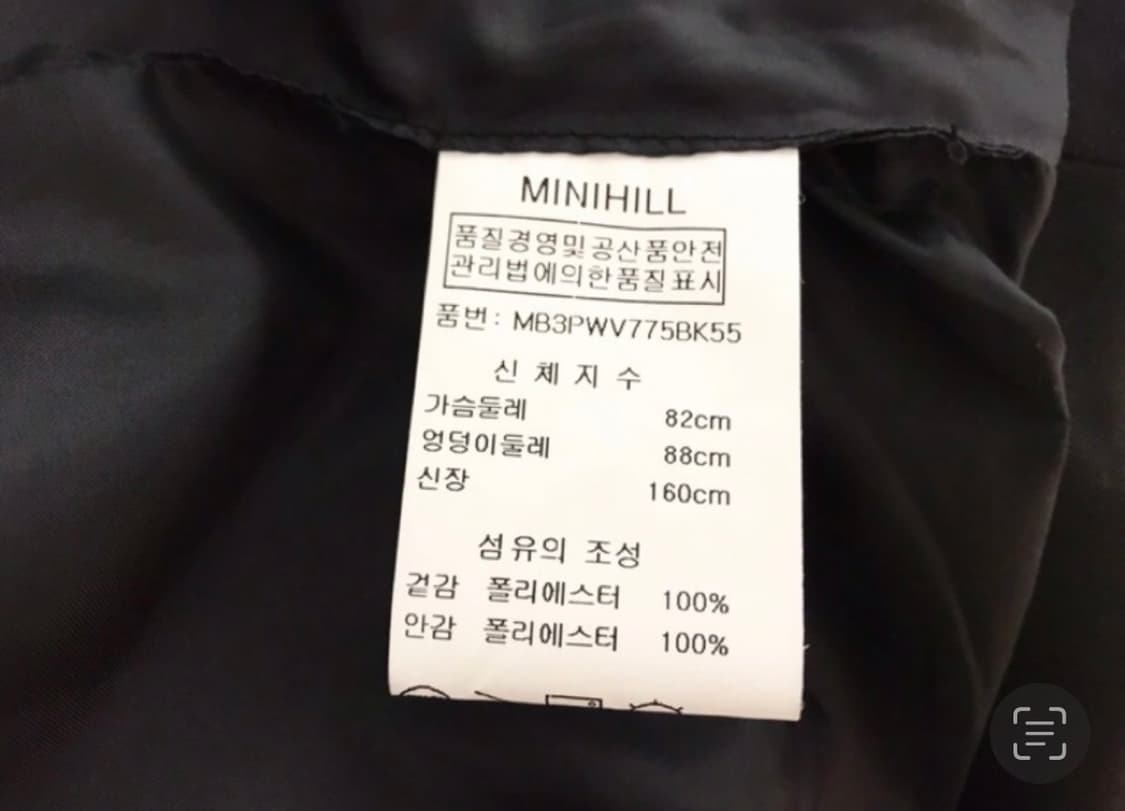 MINIHILL
품질경영및공산품안전
관리법에의한품질표시
품번: MB3PWV775BK55
신 체 지 수
가슴둘레 82cm
엉덩이둘레 88cm
신장 160cm
섬유의 조성
겉감 폴리에스터 100%
안감 폴리에스터 100%